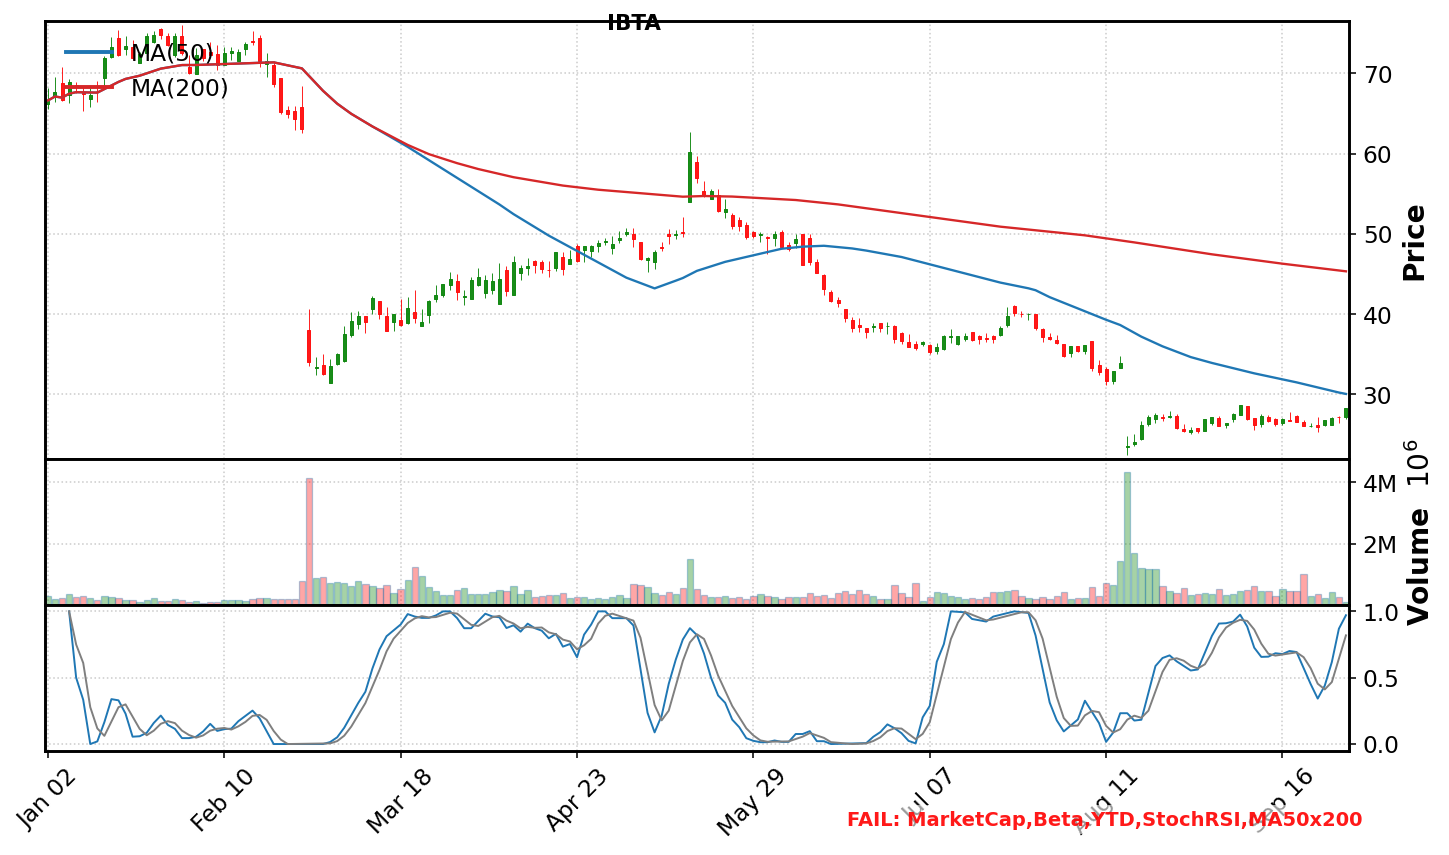 IBTA
MA(50)
MA(200)
70
60
50
40
30
Price
4M
2M
Volume 10⁶
1.0
0.5
0.0
Jan 02
Feb 10
Mar 18
Apr 23
May 29
Jul 07
Aug 11
Sep 16
FAIL: MarketCap,Beta,YTD,StochRSI,MA50x200